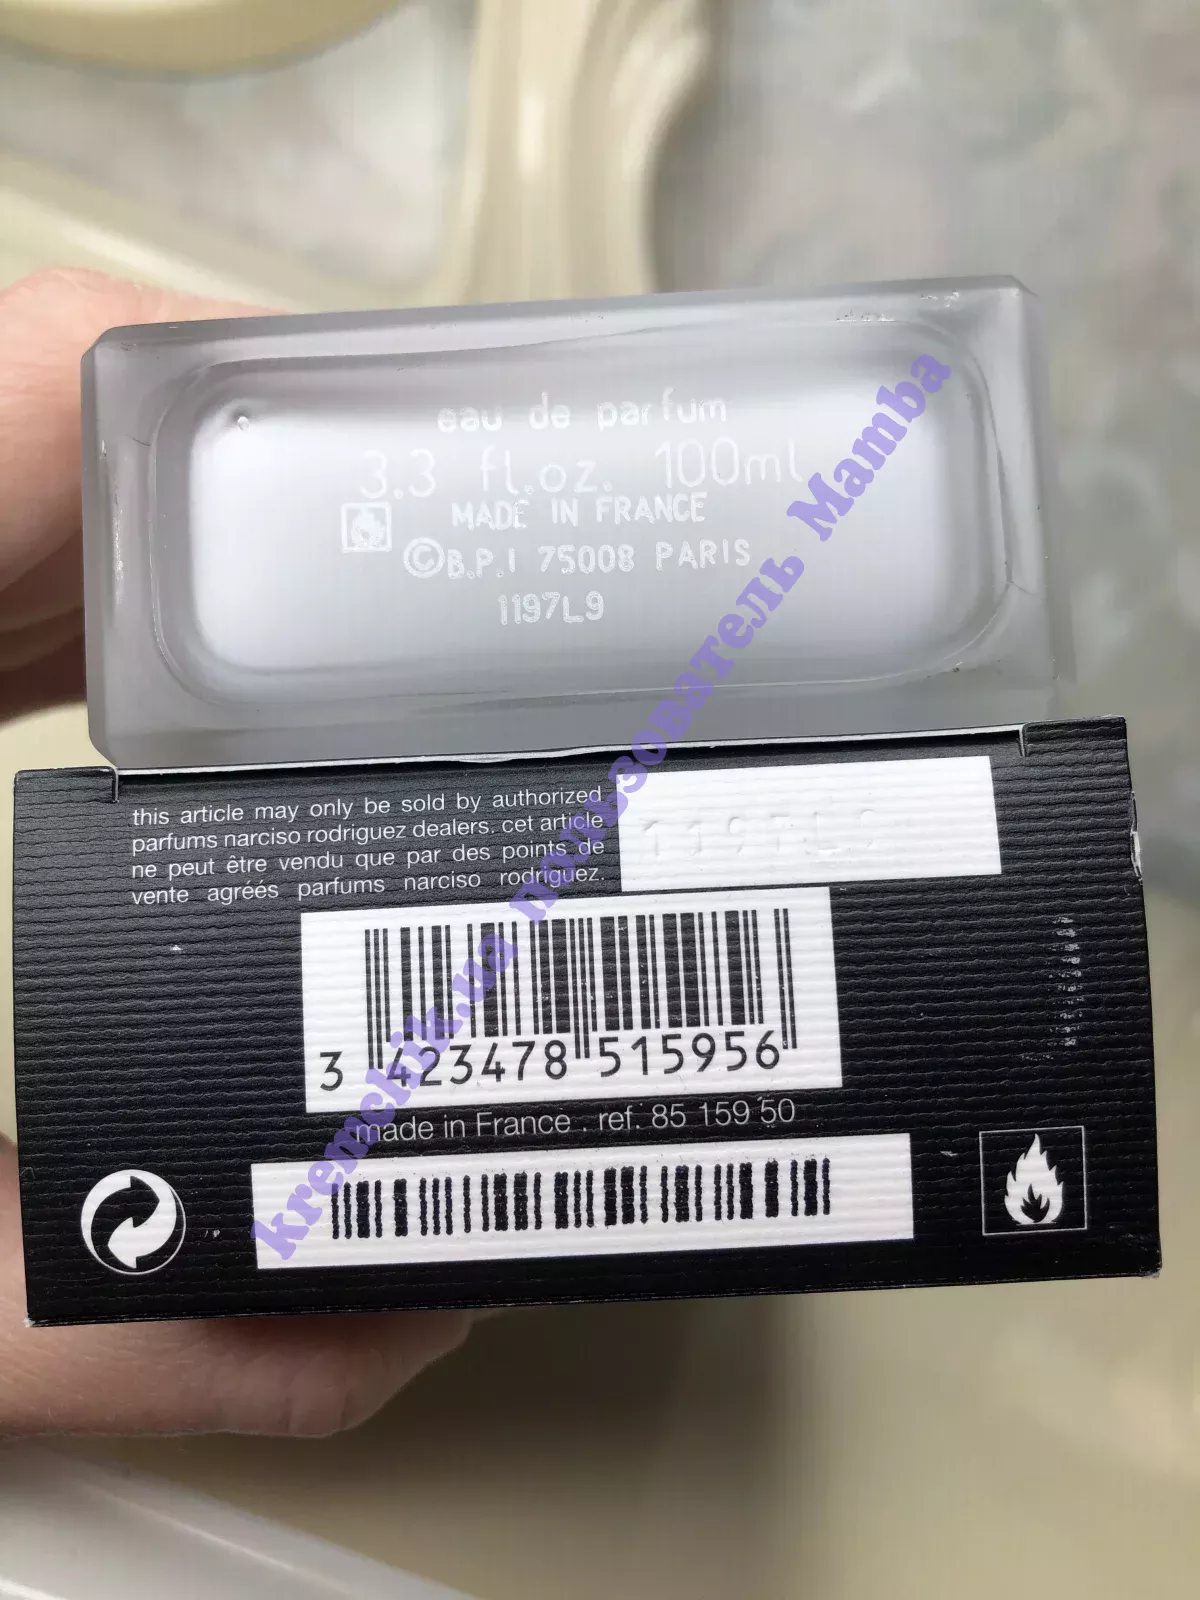 eau de parfum
3.3 fl.oz. 100ml
MADE IN FRANCE
©B.P.I 75008 PARIS
1197L9
this article may only be sold by authorized
parfums narciso rodriguez dealers. cet article
ne peut être vendu que par des points de
vente agréés parfums narciso rodriguez.
1197L9
3 423478 515956
made in France . ref. 85 159 50
kremchik.ua пользователь Mamba